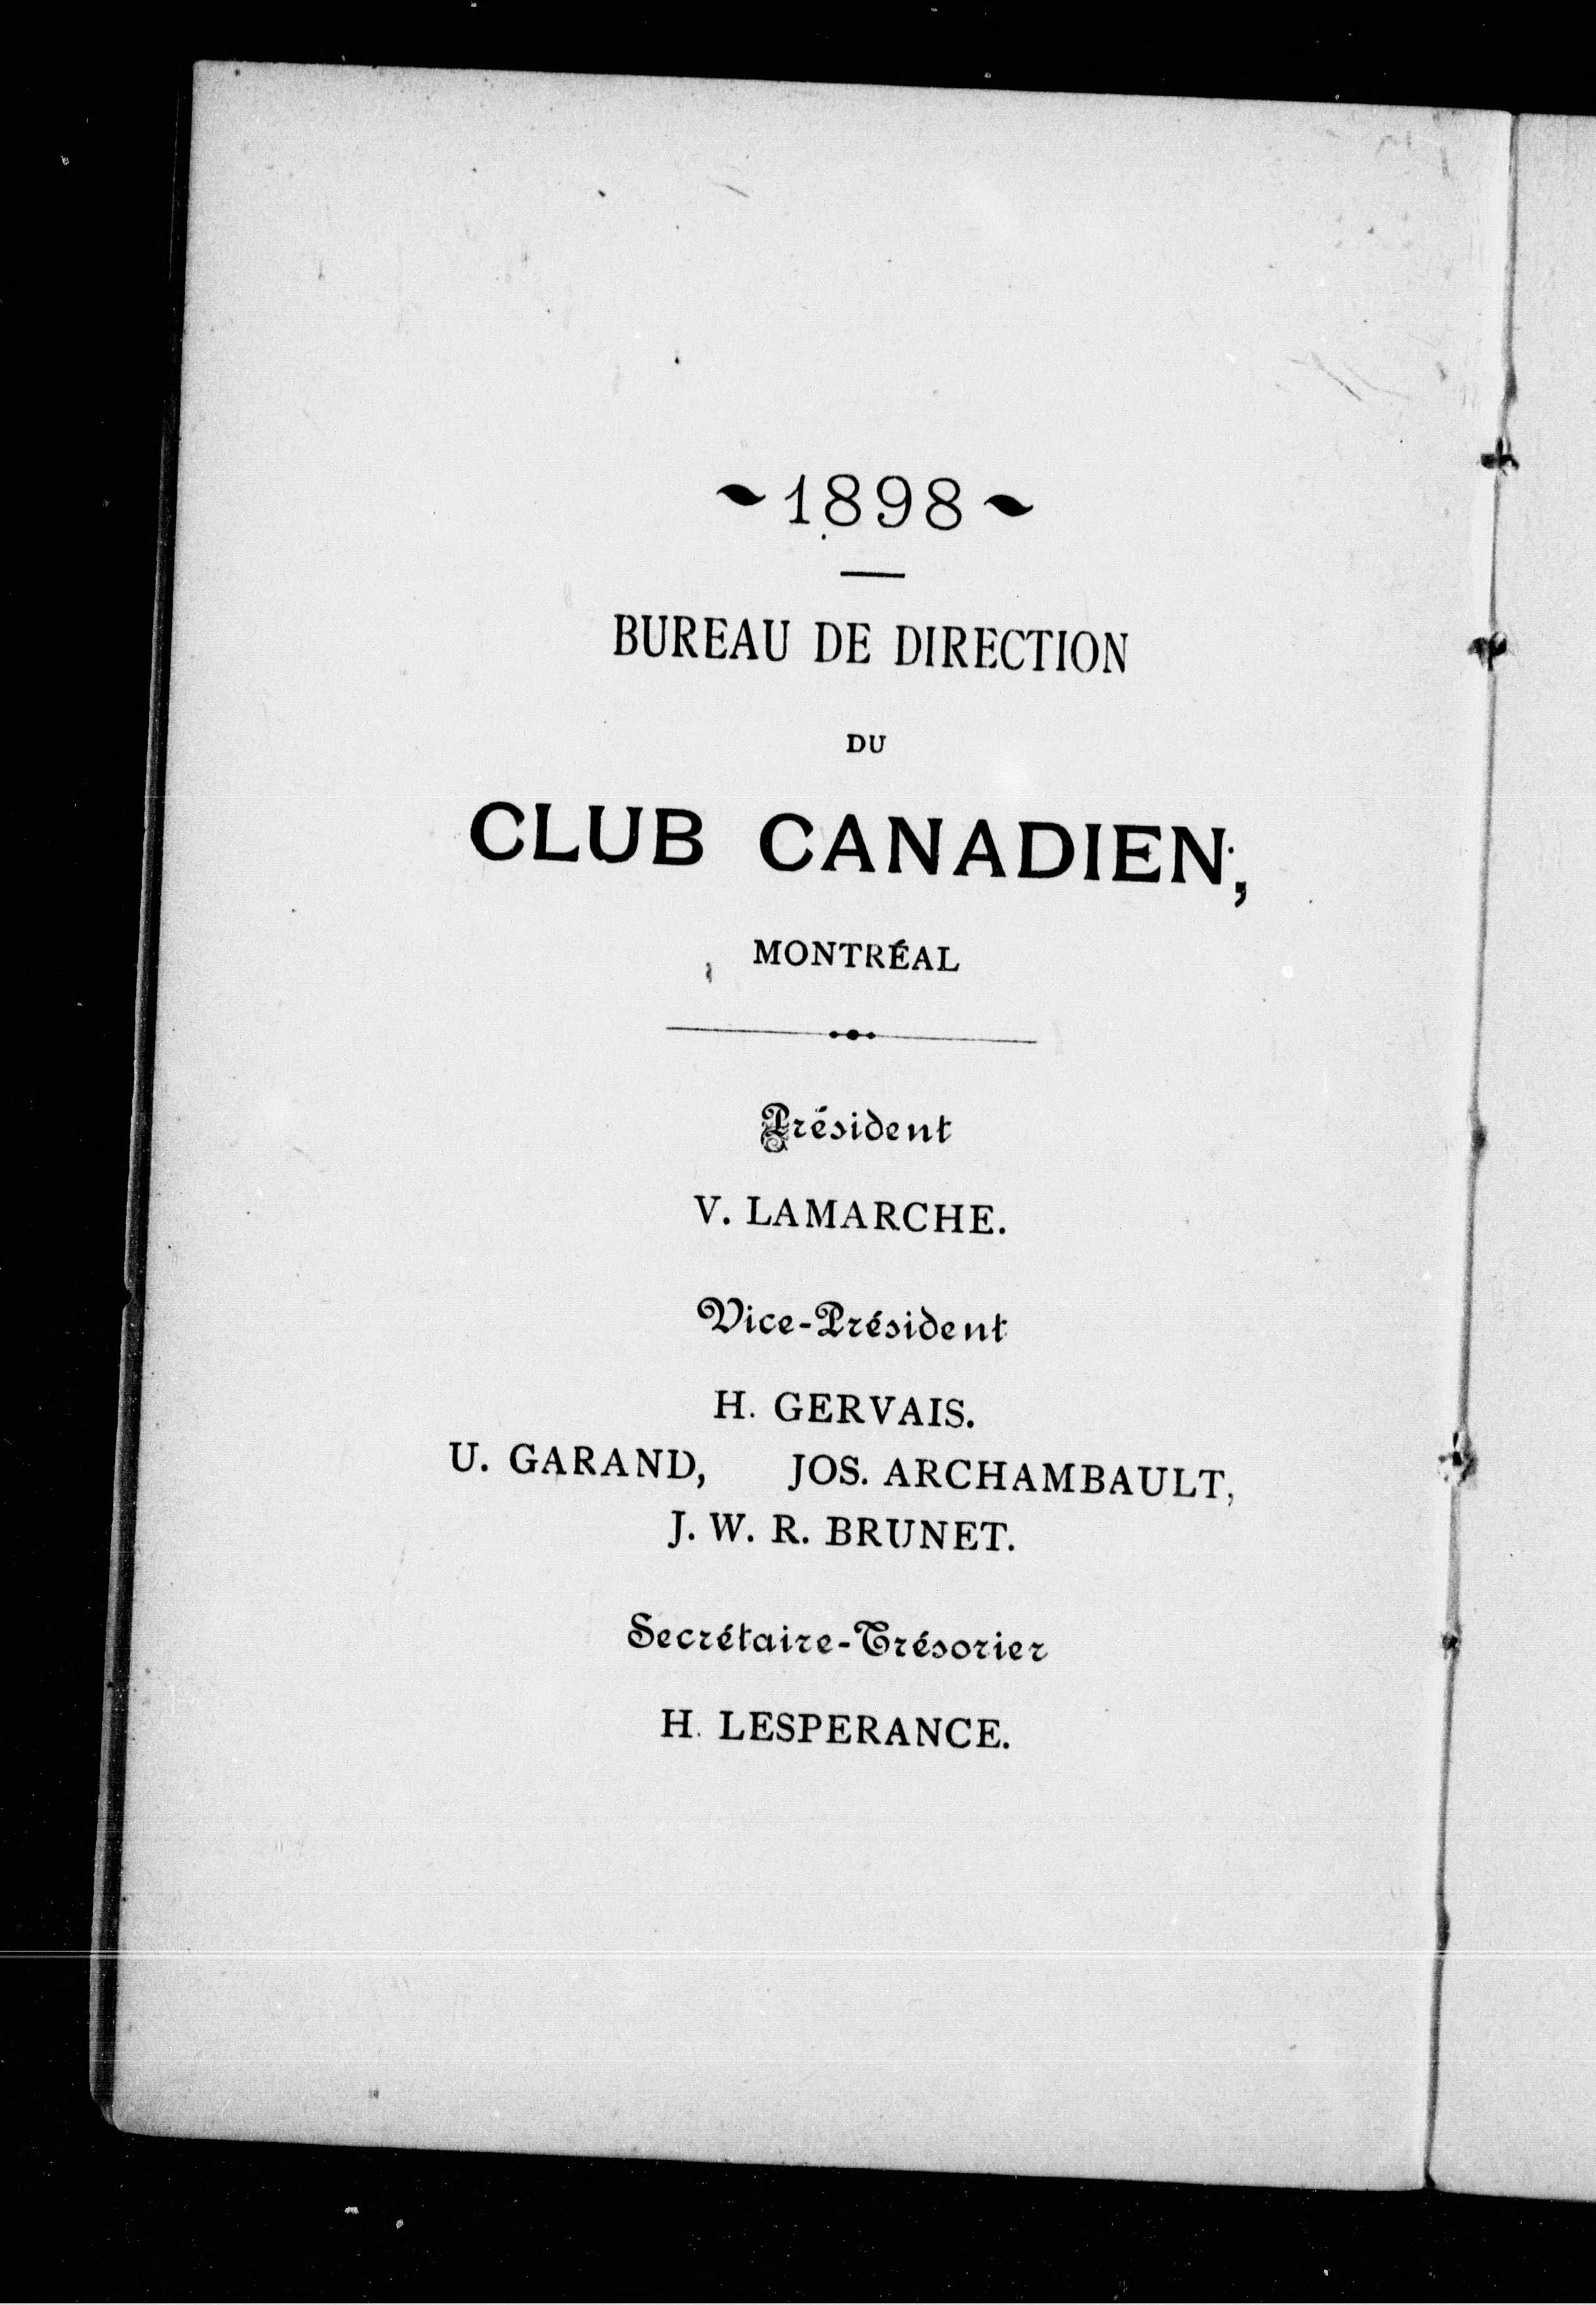 1898
BUREAU DE DIRECTION
DU
CLUB CANADIEN,
MONTRÉAL
Président
V. LAMARCHE.
Vice-Président
H. GERVAIS.
U. GARAND, JOS. ARCHAMBAULT,
J. W. R. BRUNET.
Secrétaire-Trésorier
H. LESPERANCE.